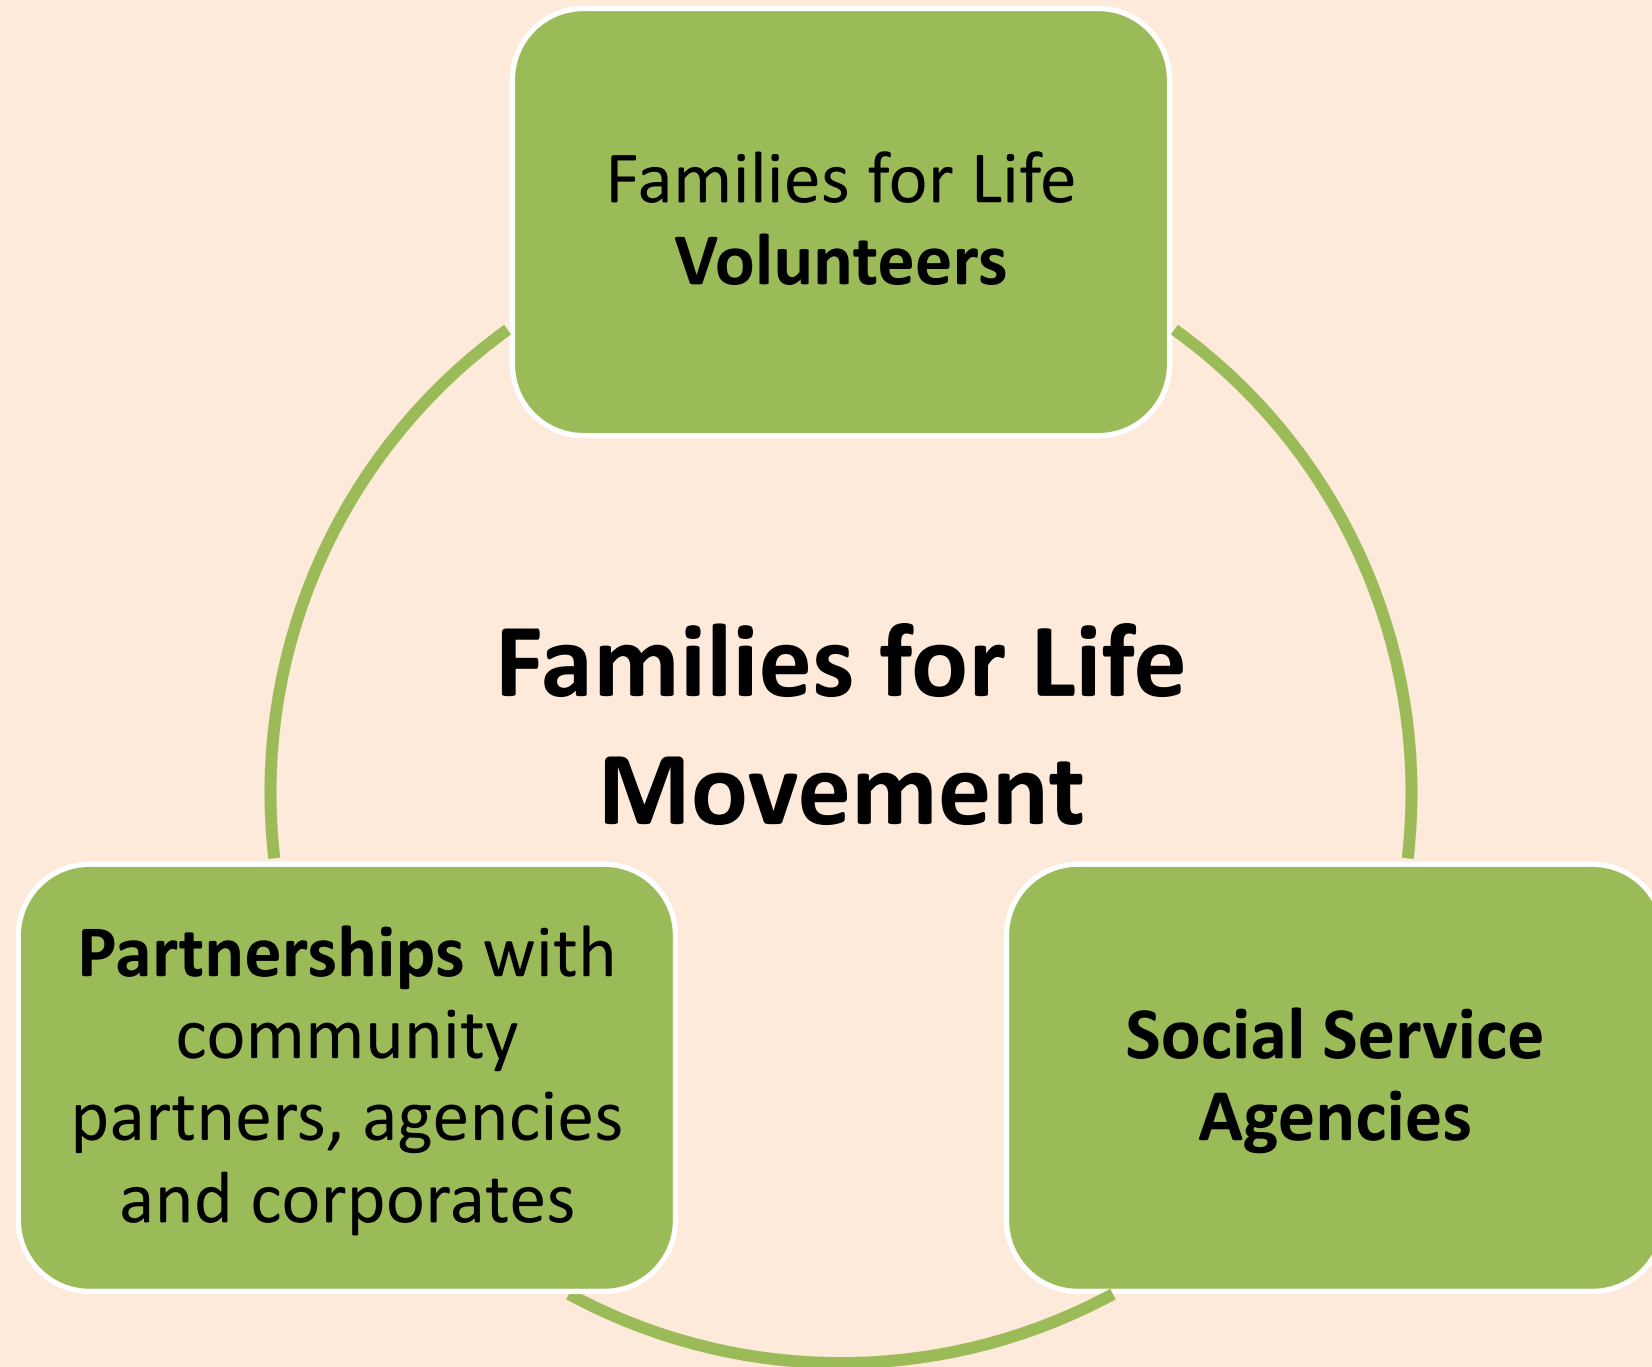 Families for Life
Volunteers
Families for Life
Movement
Partnerships with
community
partners, agencies
and corporates
Social Service
Agencies